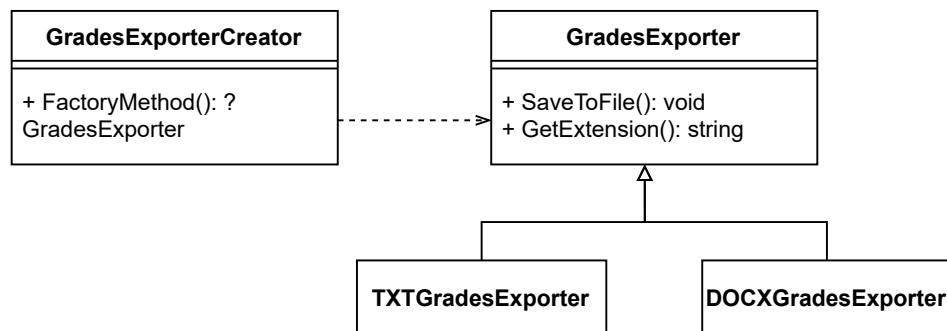 GradesExporterCreator
+ FactoryMethod(): ?
GradesExporter
GradesExporter
+ SaveToFile(): void
+ GetExtension(): string
TXTGradesExporter
DOCXGradesExporter